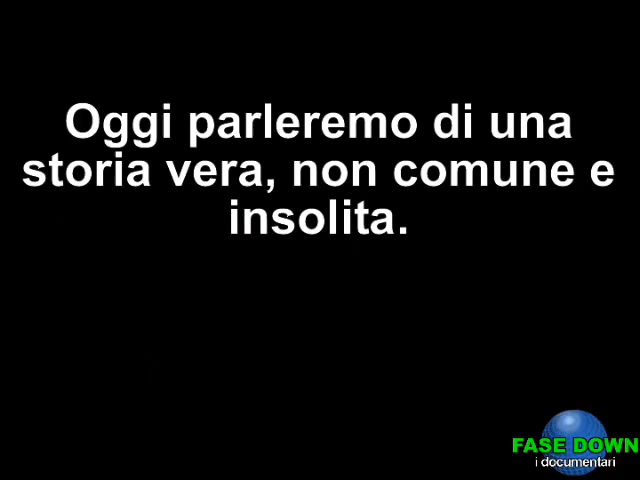 Oggi parleremo di una
storia vera, non comune e
insolita.
FASE DOWN
i documentari